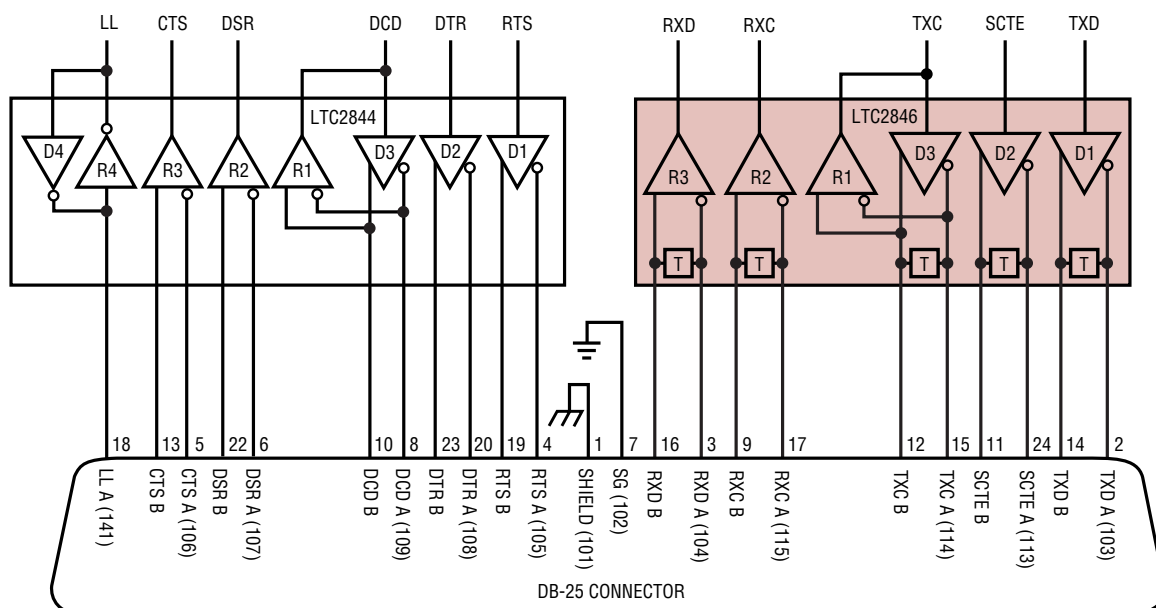 LL CTS DSR DCD DTR RTS RXD RXC TXC SCTE TXD
LTC2844 LTC2846
D4 R4 R3 R2 R1 D3 D2 D1 R3 R2 R1 D3 D2 D1
T T T T T
18 13 5 22 6 10 8 23 20 19 4 1 7 16 3 9 17 12 15 11 24 14 2
LL A (141)
CTS B
CTS A (106)
DSR B
DSR A (107)
DCD B
DCD A (109)
DTR B
DTR A (108)
RTS B
RTS A (105)
SHIELD (101)
SG (102)
RXD B
RXD A (104)
RXC B
RXC A (115)
TXC B
TXC A (114)
SCTE B
SCTE A (113)
TXD B
TXD A (103)
DB-25 CONNECTOR